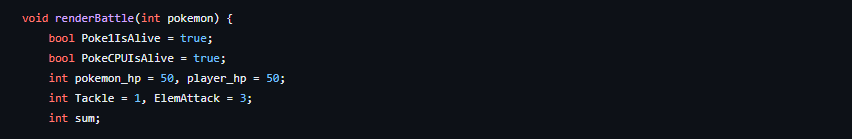 void renderBattle(int pokemon) {
    bool Poke1IsAlive = true;
    bool PokeCPUIsAlive = true;
    int pokemon_hp = 50, player_hp = 50;
    int Tackle = 1, ElemAttack = 3;
    int sum;